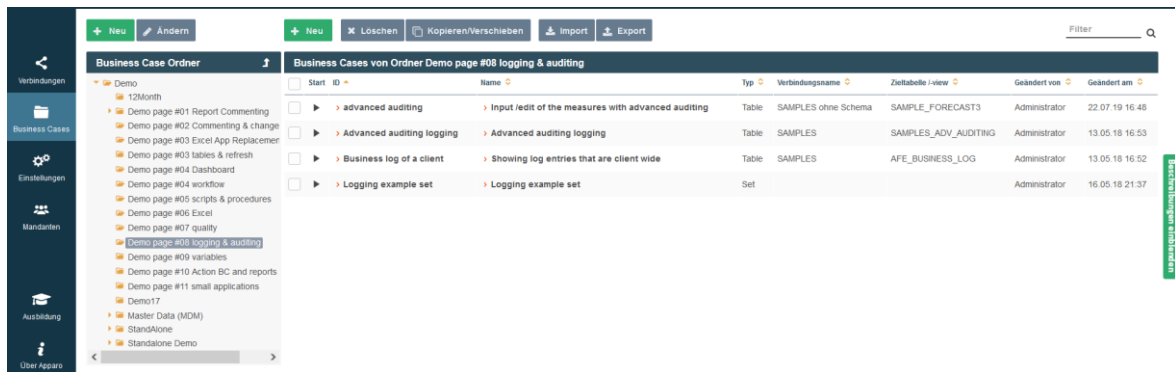 Neu Ändern Neu Löschen Kopieren/Verschieben Import Export Filter
Verbindungen
Business Cases
Einstellungen
Mandanten
Ausbildung
Über Apparo
Business Case Ordner
Demo
12Month
Demo page #01 Report Commenting
Demo page #02 Commenting & change
Demo page #03 Excel App Replacemen
Demo page #03 tables & refresh
Demo page #04 Dashboard
Demo page #04 workflow
Demo page #05 scripts & procedures
Demo page #06 Excel
Demo page #07 quality
Demo page #08 logging & auditing
Demo page #09 variables
Demo page #10 Action BC and reports
Demo page #11 small applications
Demo17
Master Data (MDM)
StandAlone
Standalone Demo
Business Cases von Ordner Demo page #08 logging & auditing
Start ID Name Typ Verbindungsname Zieltabelle /-view Geändert von Geändert am
advanced auditing Input /edit of the measures with advanced auditing Table SAMPLES ohne Schema SAMPLE_FORECAST3 Administrator 22.07.19 16:48
Advanced auditing logging Advanced auditing logging Table SAMPLES SAMPLES_ADV_AUDITING Administrator 13.05.18 16:53
Business log of a client Showing log entries that are client wide Table SAMPLES AFE_BUSINESS_LOG Administrator 13.05.18 16:52
Logging example set Logging example set Set Administrator 16.05.18 21:37
Beschreibungen einblenden